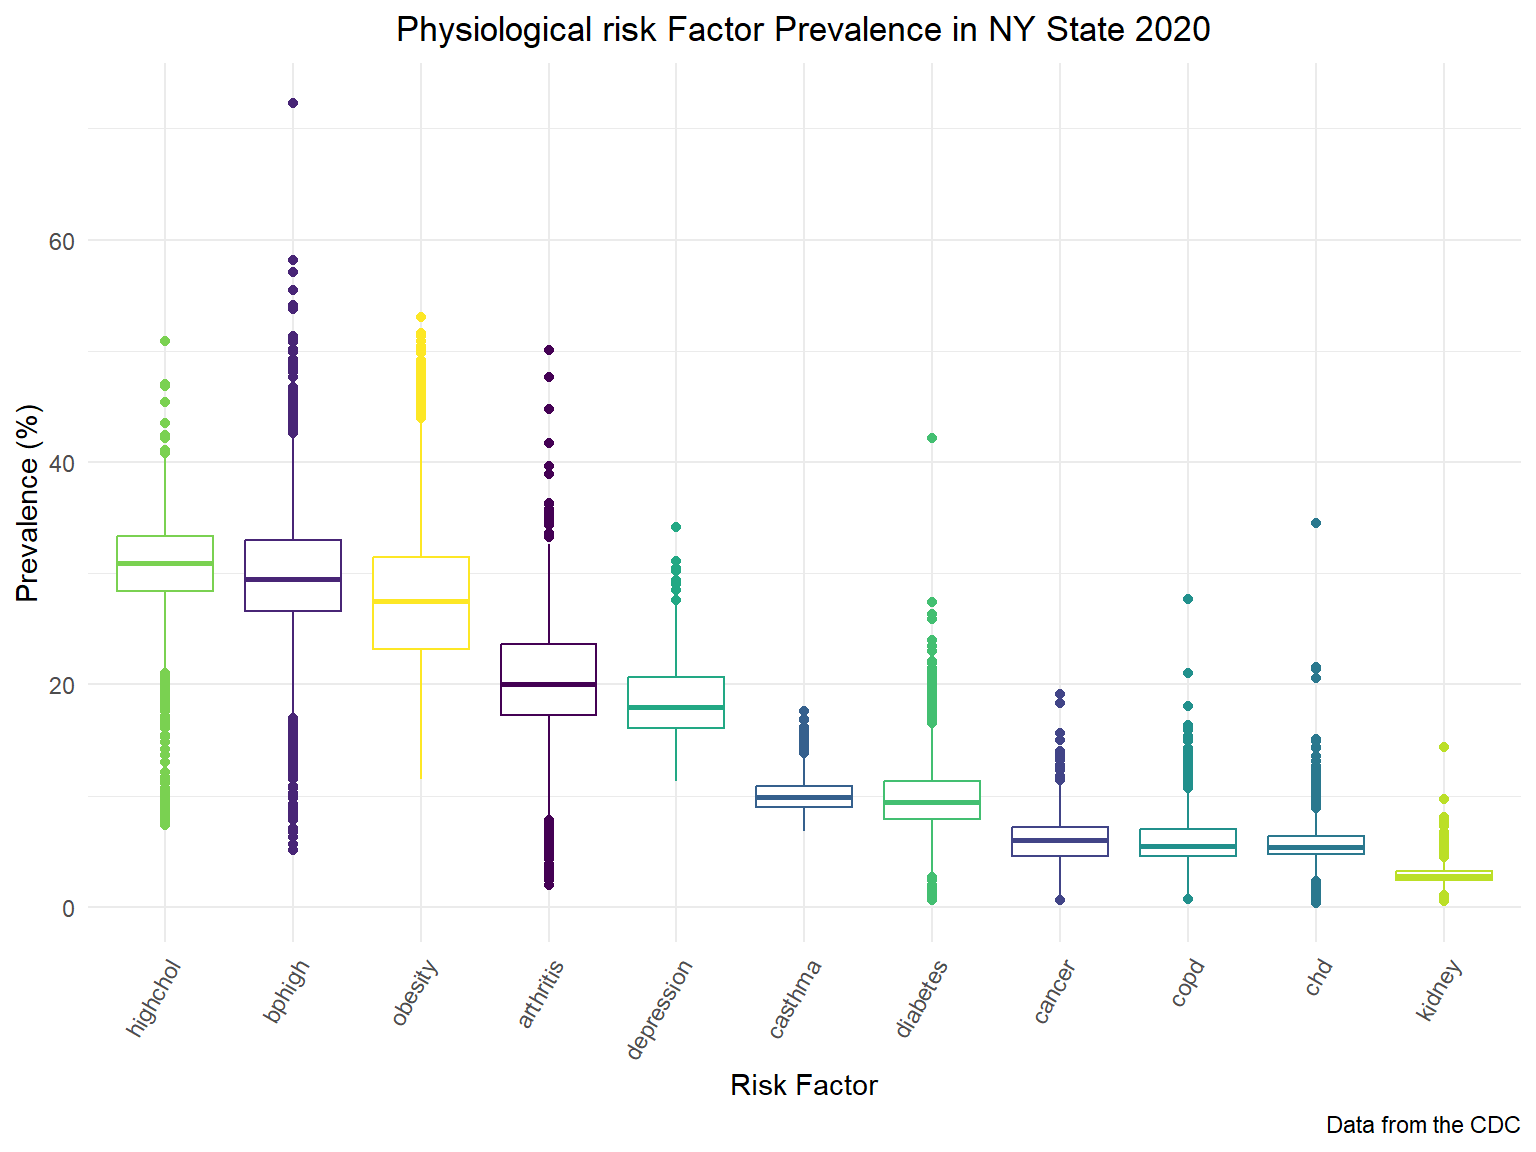 Physiological risk Factor Prevalence in NY State 2020
Prevalence (%)
60
40
20
0
highchol
bphigh
obesity
arthritis
depression
casthma
diabetes
cancer
copd
chd
kidney
Risk Factor
Data from the CDC